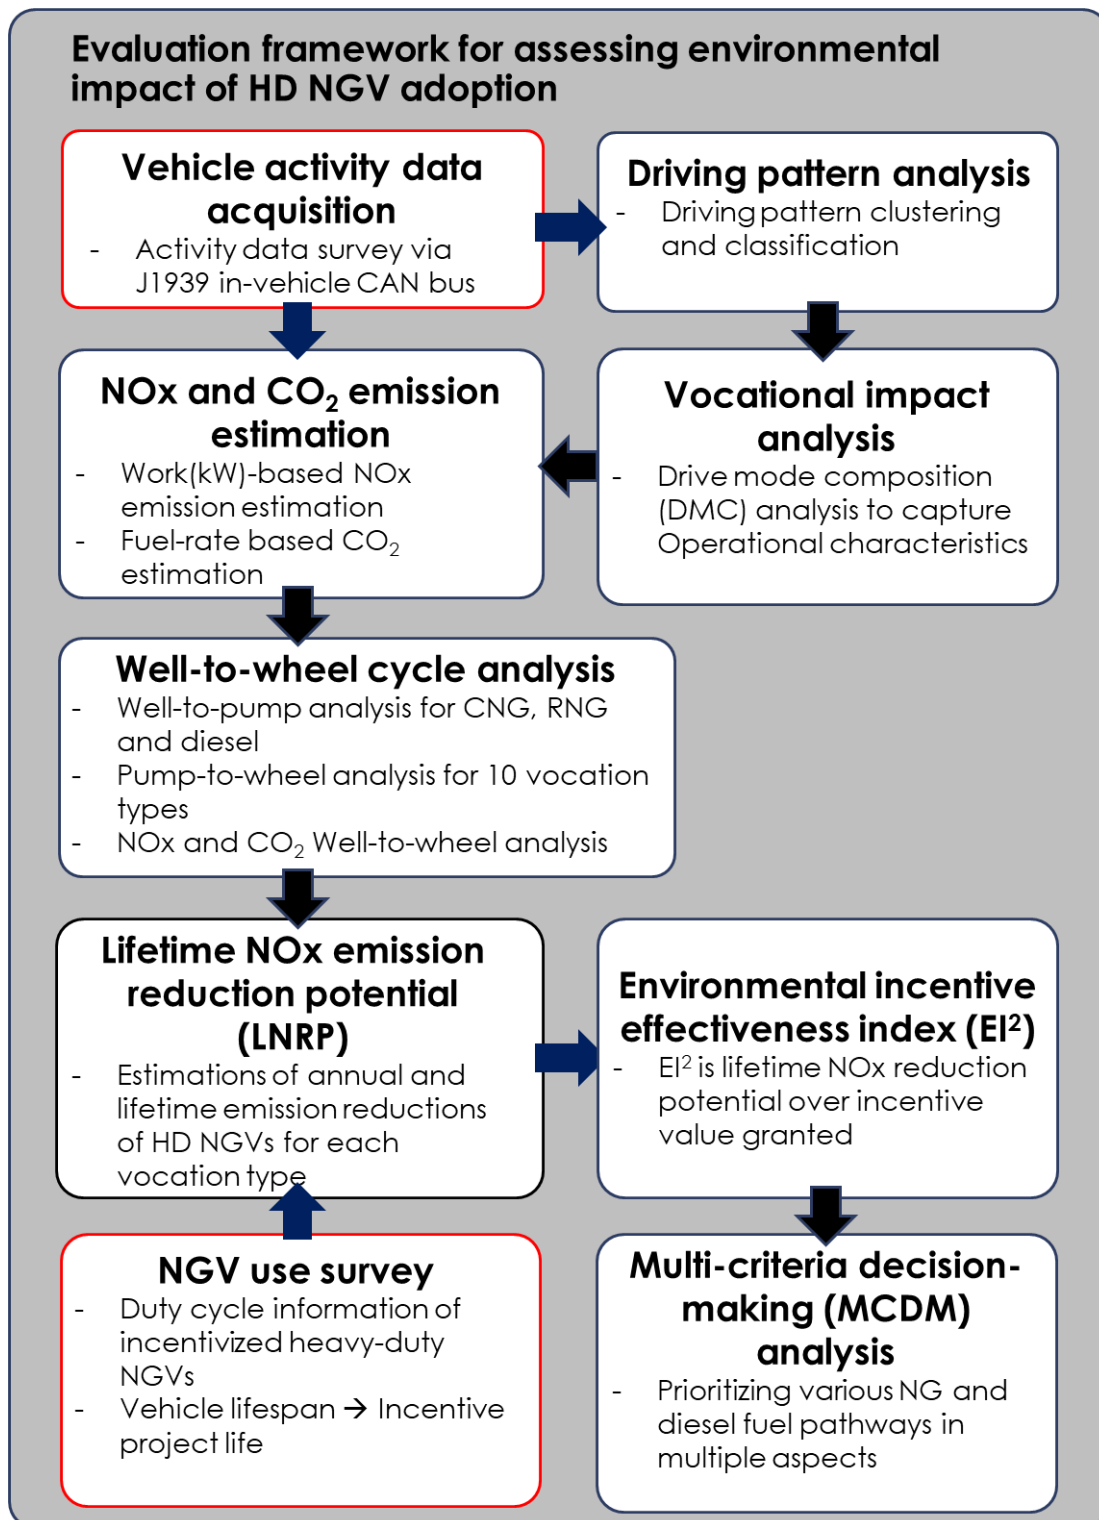 Evaluation framework for assessing environmental
impact of HD NGV adoption
Vehicle activity data
acquisition
- Activity data survey via
J1939 in-vehicle CAN bus
Driving pattern analysis
- Driving pattern clustering
and classification
NOx and CO₂ emission
estimation
- Work(kW)-based NOx
emission estimation
- Fuel-rate based CO₂
estimation
Vocational impact
analysis
- Drive mode composition
(DMC) analysis to capture
Operational characteristics
Well-to-wheel cycle analysis
- Well-to-pump analysis for CNG, RNG
and diesel
- Pump-to-wheel analysis for 10 vocation
types
- NOx and CO₂ Well-to-wheel analysis
Lifetime NOx emission
reduction potential
(LNRP)
- Estimations of annual and
lifetime emission reductions
of HD NGVs for each
vocation type
Environmental incentive
effectiveness index (EI²)
- EI² is lifetime NOx reduction
potential over incentive
value granted
NGV use survey
- Duty cycle information of
incentivized heavy-duty
NGVs
- Vehicle lifespan → Incentive
project life
Multi-criteria decision-
making (MCDM)
analysis
- Prioritizing various NG and
diesel fuel pathways in
multiple aspects